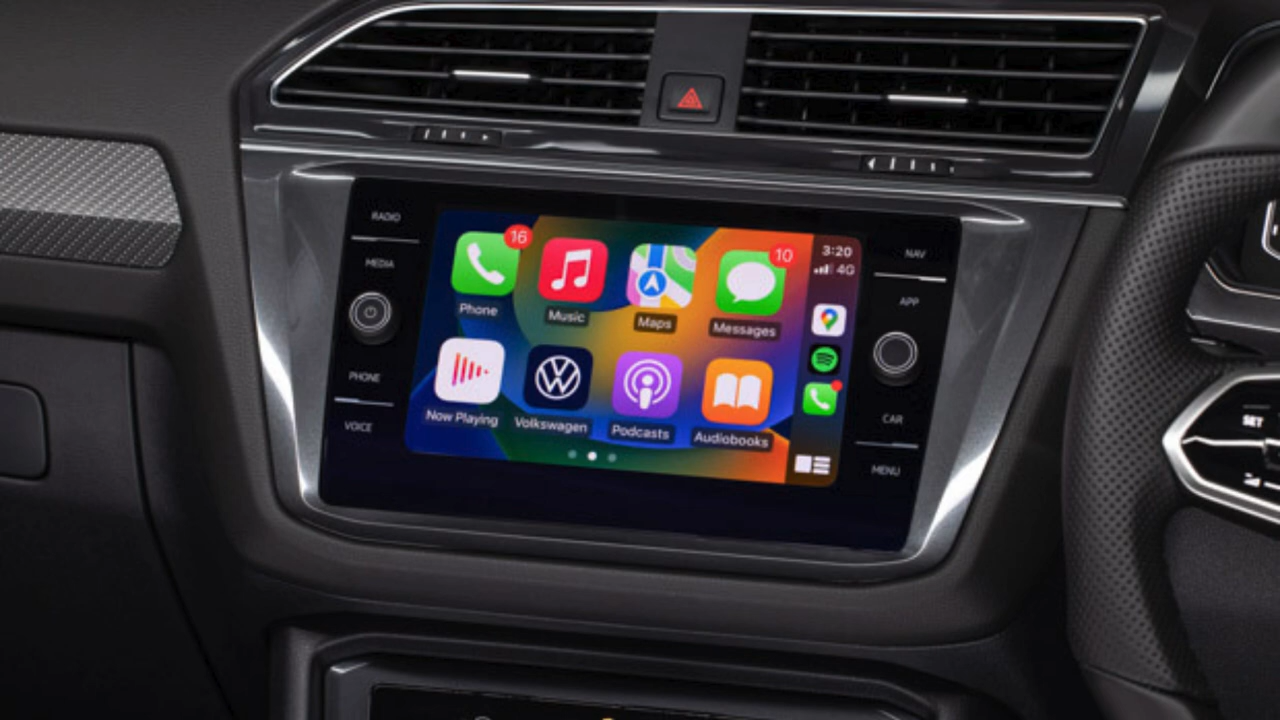 RADIO
MEDIA
PHONE
VOICE
16
10
3:20
4G
Phone
Music
Maps
Messages
Now Playing
Volkswagen
Podcasts
Audiobooks
NAV
APP
CAR
MENU
SET